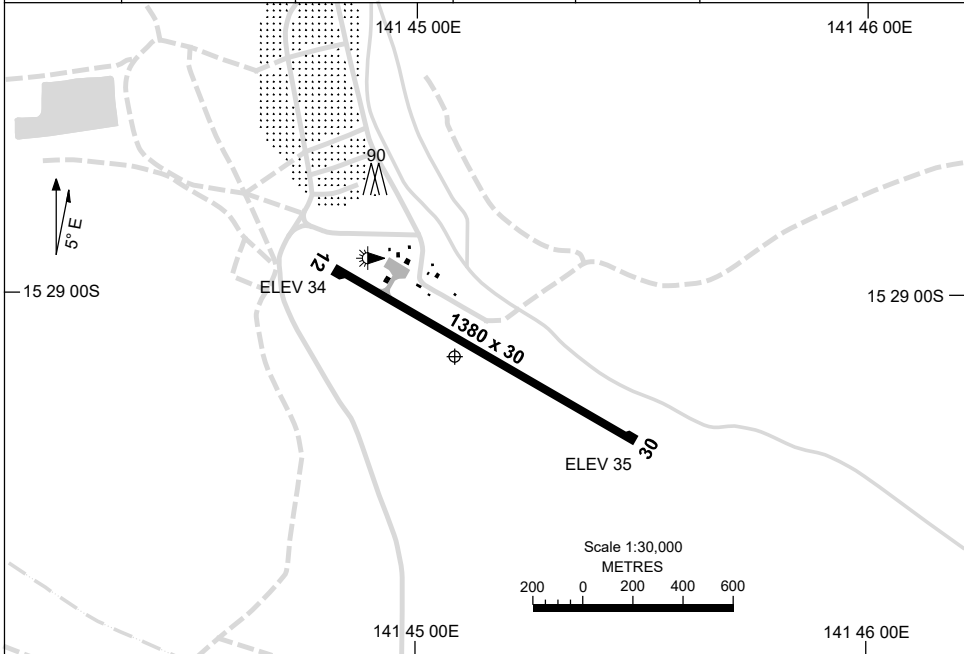 141 45 00E
141 46 00E
90
5° E
12
ELEV 34
15 29 00S
15 29 00S
1380 x 30
30
ELEV 35
Scale 1:30,000
METRES
200 0 200 400 600
141 45 00E
141 46 00E